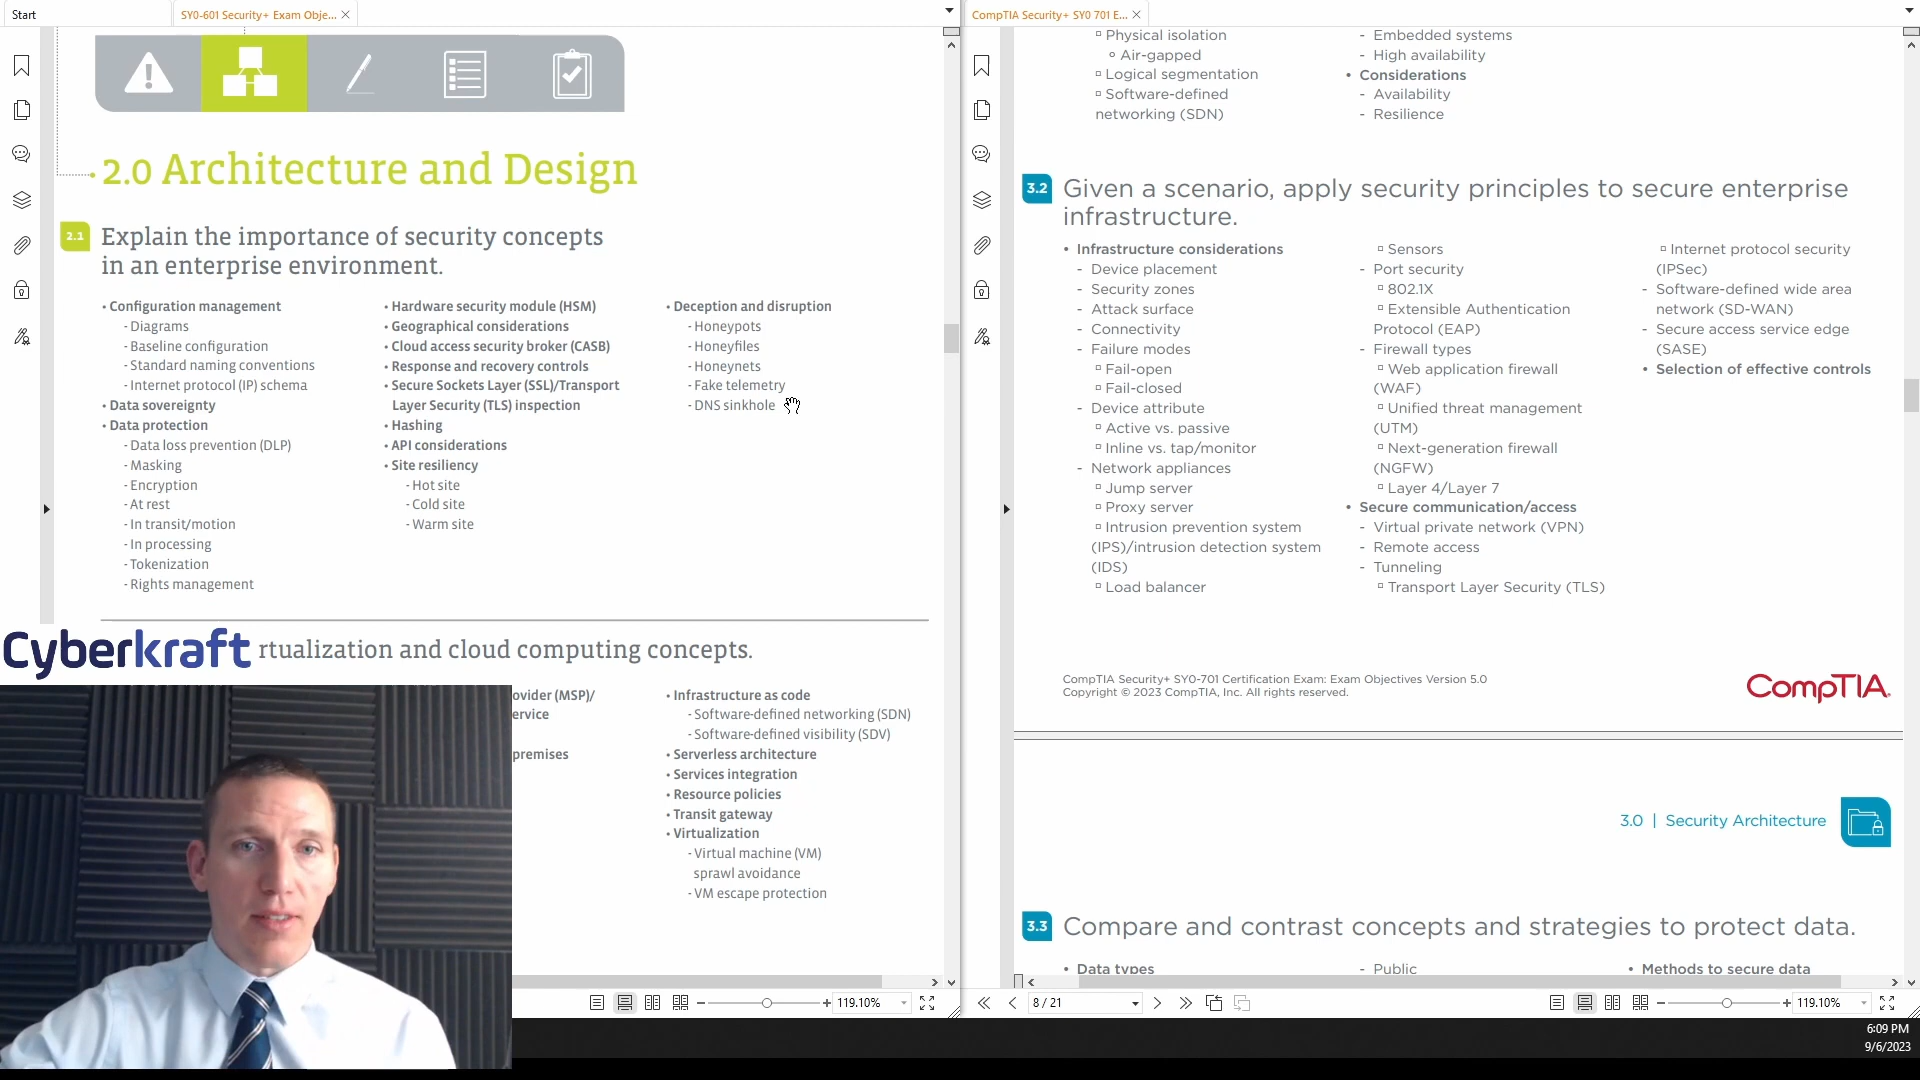 Start
SY0-601 Security+ Exam Obje...
CompTIA Security+ SY0 701 E...
2.0 Architecture and Design
2.1
Explain the importance of security concepts
in an enterprise environment.
• Configuration management
- Diagrams
- Baseline configuration
- Standard naming conventions
- Internet protocol (IP) schema
• Data sovereignty
• Data protection
- Data loss prevention (DLP)
- Masking
- Encryption
- At rest
- In transit/motion
- In processing
- Tokenization
- Rights management
• Hardware security module (HSM)
• Geographical considerations
• Cloud access security broker (CASB)
• Response and recovery controls
• Secure Sockets Layer (SSL)/Transport
Layer Security (TLS) inspection
• Hashing
• API considerations
• Site resiliency
- Hot site
- Cold site
- Warm site
• Deception and disruption
- Honeypots
- Honeyfiles
- Honeynets
- Fake telemetry
- DNS sinkhole
Cyberkraft
rtualization and cloud computing concepts.
ovider (MSP)/
ervice
premises
• Infrastructure as code
- Software-defined networking (SDN)
- Software-defined visibility (SDV)
• Serverless architecture
• Services integration
• Resource policies
• Transit gateway
• Virtualization
- Virtual machine (VM)
sprawl avoidance
- VM escape protection
119.10%
▫ Physical isolation
∘ Air-gapped
▫ Logical segmentation
▫ Software-defined
networking (SDN)
- Embedded systems
- High availability
• Considerations
- Availability
- Resilience
3.2
Given a scenario, apply security principles to secure enterprise
infrastructure.
• Infrastructure considerations
- Device placement
- Security zones
- Attack surface
- Connectivity
- Failure modes
▫ Fail-open
▫ Fail-closed
- Device attribute
▫ Active vs. passive
▫ Inline vs. tap/monitor
- Network appliances
▫ Jump server
▫ Proxy server
▫ Intrusion prevention system
(IPS)/intrusion detection system
(IDS)
▫ Load balancer
▫ Sensors
- Port security
▫ 802.1X
▫ Extensible Authentication
Protocol (EAP)
- Firewall types
▫ Web application firewall
(WAF)
▫ Unified threat management
(UTM)
▫ Next-generation firewall
(NGFW)
▫ Layer 4/Layer 7
• Secure communication/access
- Virtual private network (VPN)
- Remote access
- Tunneling
▫ Transport Layer Security (TLS)
▫ Internet protocol security
(IPSec)
- Software-defined wide area
network (SD-WAN)
- Secure access service edge
(SASE)
• Selection of effective controls
CompTIA Security+ SY0-701 Certification Exam: Exam Objectives Version 5.0
Copyright © 2023 CompTIA, Inc. All rights reserved.
CompTIA.
3.0 | Security Architecture
3.3
Compare and contrast concepts and strategies to protect data.
• Data types
- Public
• Methods to secure data
8 / 21
119.10%
6:09 PM
9/6/2023